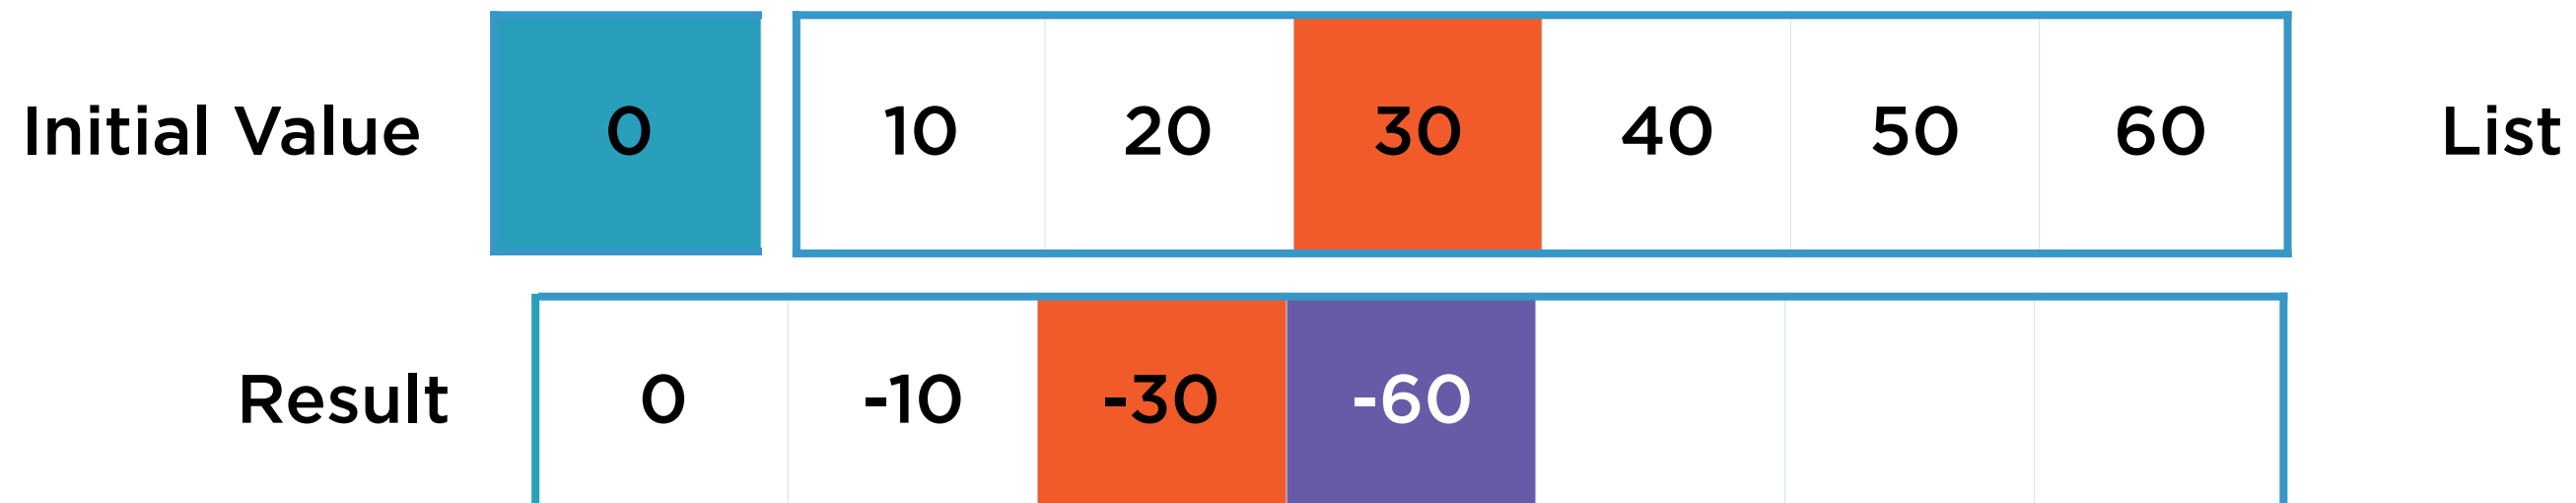 Initial Value 0 10 20 30 40 50 60 List
Result 0 -10 -30 -60